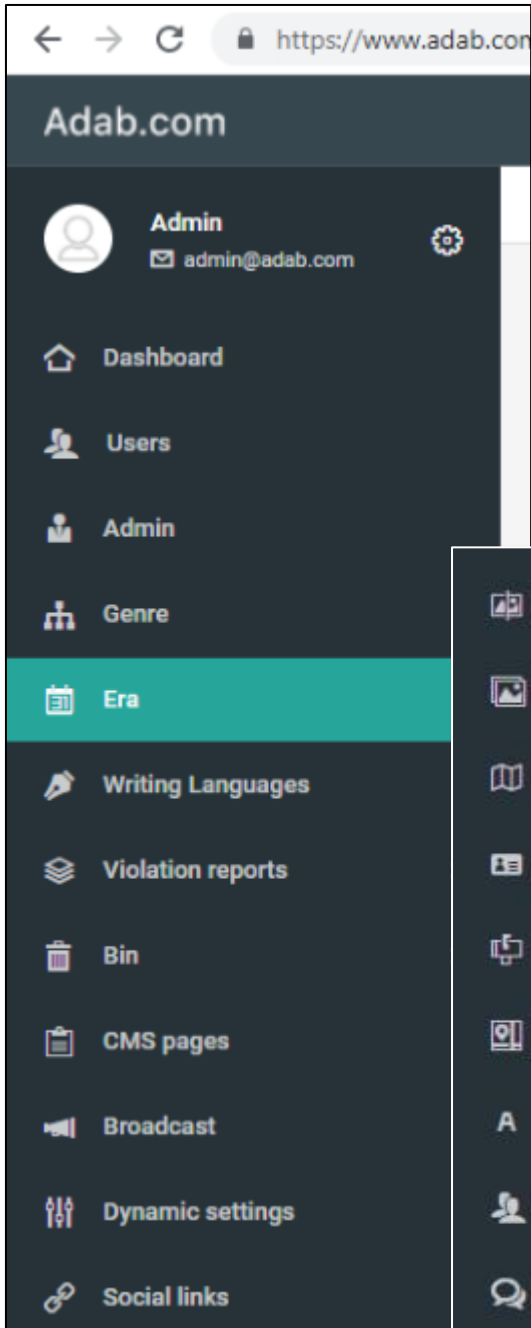 https://www.adab.com
Adab.com
Admin
admin@adab.com
Dashboard
Users
Admin
Genre
Era
Writing Languages
Violation reports
Bin
CMS pages
Broadcast
A
Dynamic settings
Social links